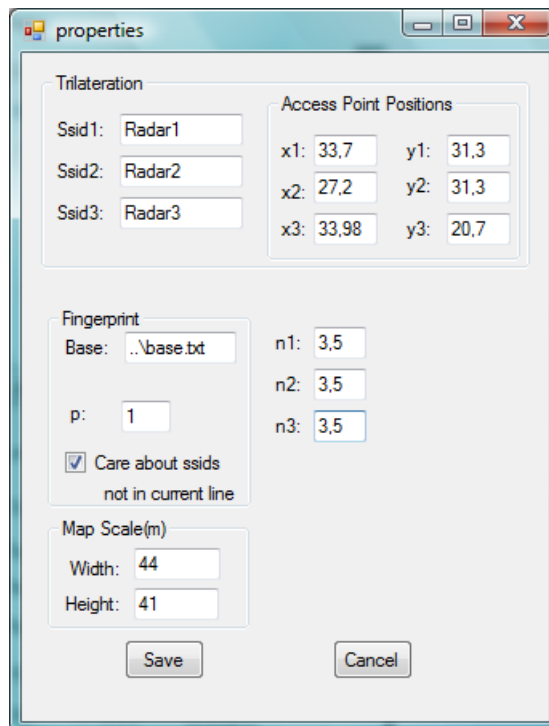 properties
Trilateration
Ssid1: Radar1
Ssid2: Radar2
Ssid3: Radar3
Access Point Positions
x1: 33,7 y1: 31,3
x2: 27,2 y2: 31,3
x3: 33,98 y3: 20,7
Fingerprint
Base: ..\base.txt
p: 1
Care about ssids
not in current line
n1: 3,5
n2: 3,5
n3: 3,5
Map Scale(m)
Width: 44
Height: 41
Save Cancel